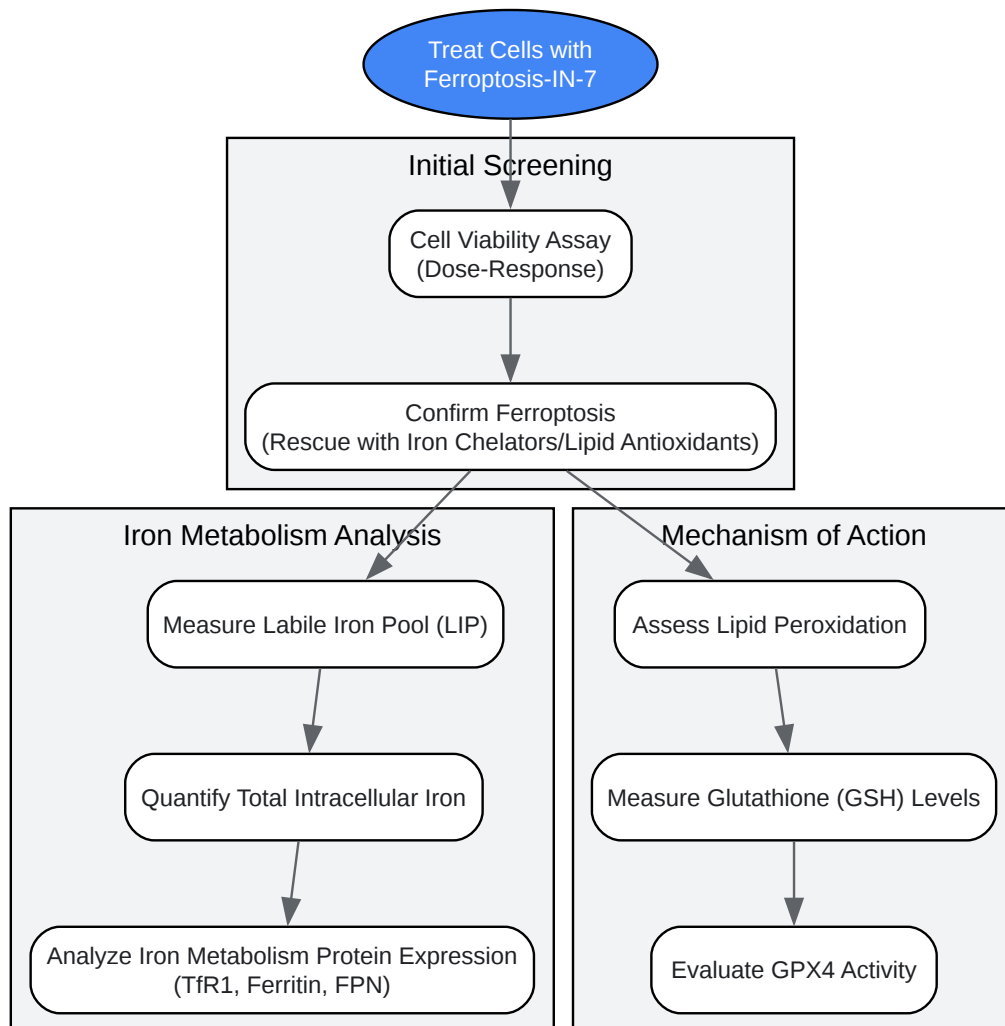 Treat Cells with
Ferroptosis-IN-7
Initial Screening
Cell Viability Assay
(Dose-Response)
Confirm Ferroptosis
(Rescue with Iron Chelators/Lipid Antioxidants)
Iron Metabolism Analysis
Measure Labile Iron Pool (LIP)
Quantify Total Intracellular Iron
Analyze Iron Metabolism Protein Expression
(TfR1, Ferritin, FPN)
Mechanism of Action
Assess Lipid Peroxidation
Measure Glutathione (GSH) Levels
Evaluate GPX4 Activity